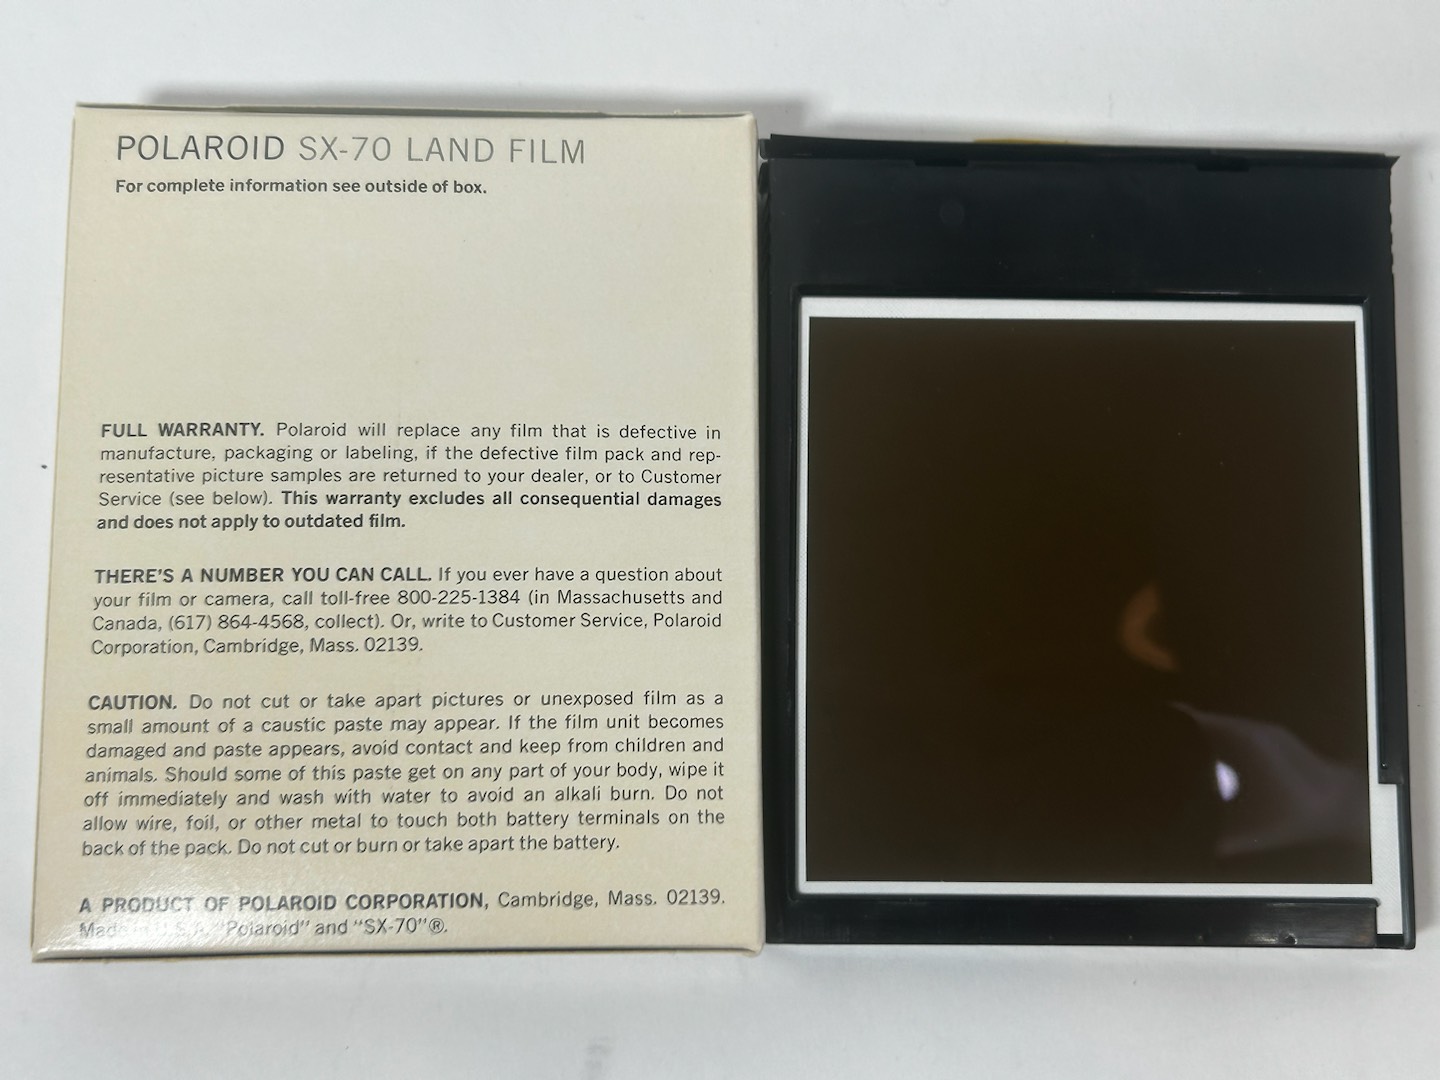 POLAROID SX-70 LAND FILM
For complete information see outside of box.
FULL WARRANTY. Polaroid will replace any film that is defective in
manufacture, packaging or labeling, if the defective film pack and rep-
resentative picture samples are returned to your dealer, or to Customer
Service (see below). This warranty excludes all consequential damages
and does not apply to outdated film.
THERE'S A NUMBER YOU CAN CALL. If you ever have a question about
your film or camera, call toll-free 800-225-1384 (in Massachusetts and
Canada, (617) 864-4568, collect). Or, write to Customer Service, Polaroid
Corporation, Cambridge, Mass. 02139.
CAUTION. Do not cut or take apart pictures or unexposed film as a
small amount of a caustic paste may appear. If the film unit becomes
damaged and paste appears, avoid contact and keep from children and
animals. Should some of this paste get on any part of your body, wipe it
off immediately and wash with water to avoid an alkali burn. Do not
allow wire, foil, or other metal to touch both battery terminals on the
back of the pack. Do not cut or burn or take apart the battery.
A PRODUCT OF POLAROID CORPORATION, Cambridge, Mass. 02139.
Made in U.S.A. "Polaroid" and "SX-70"®.